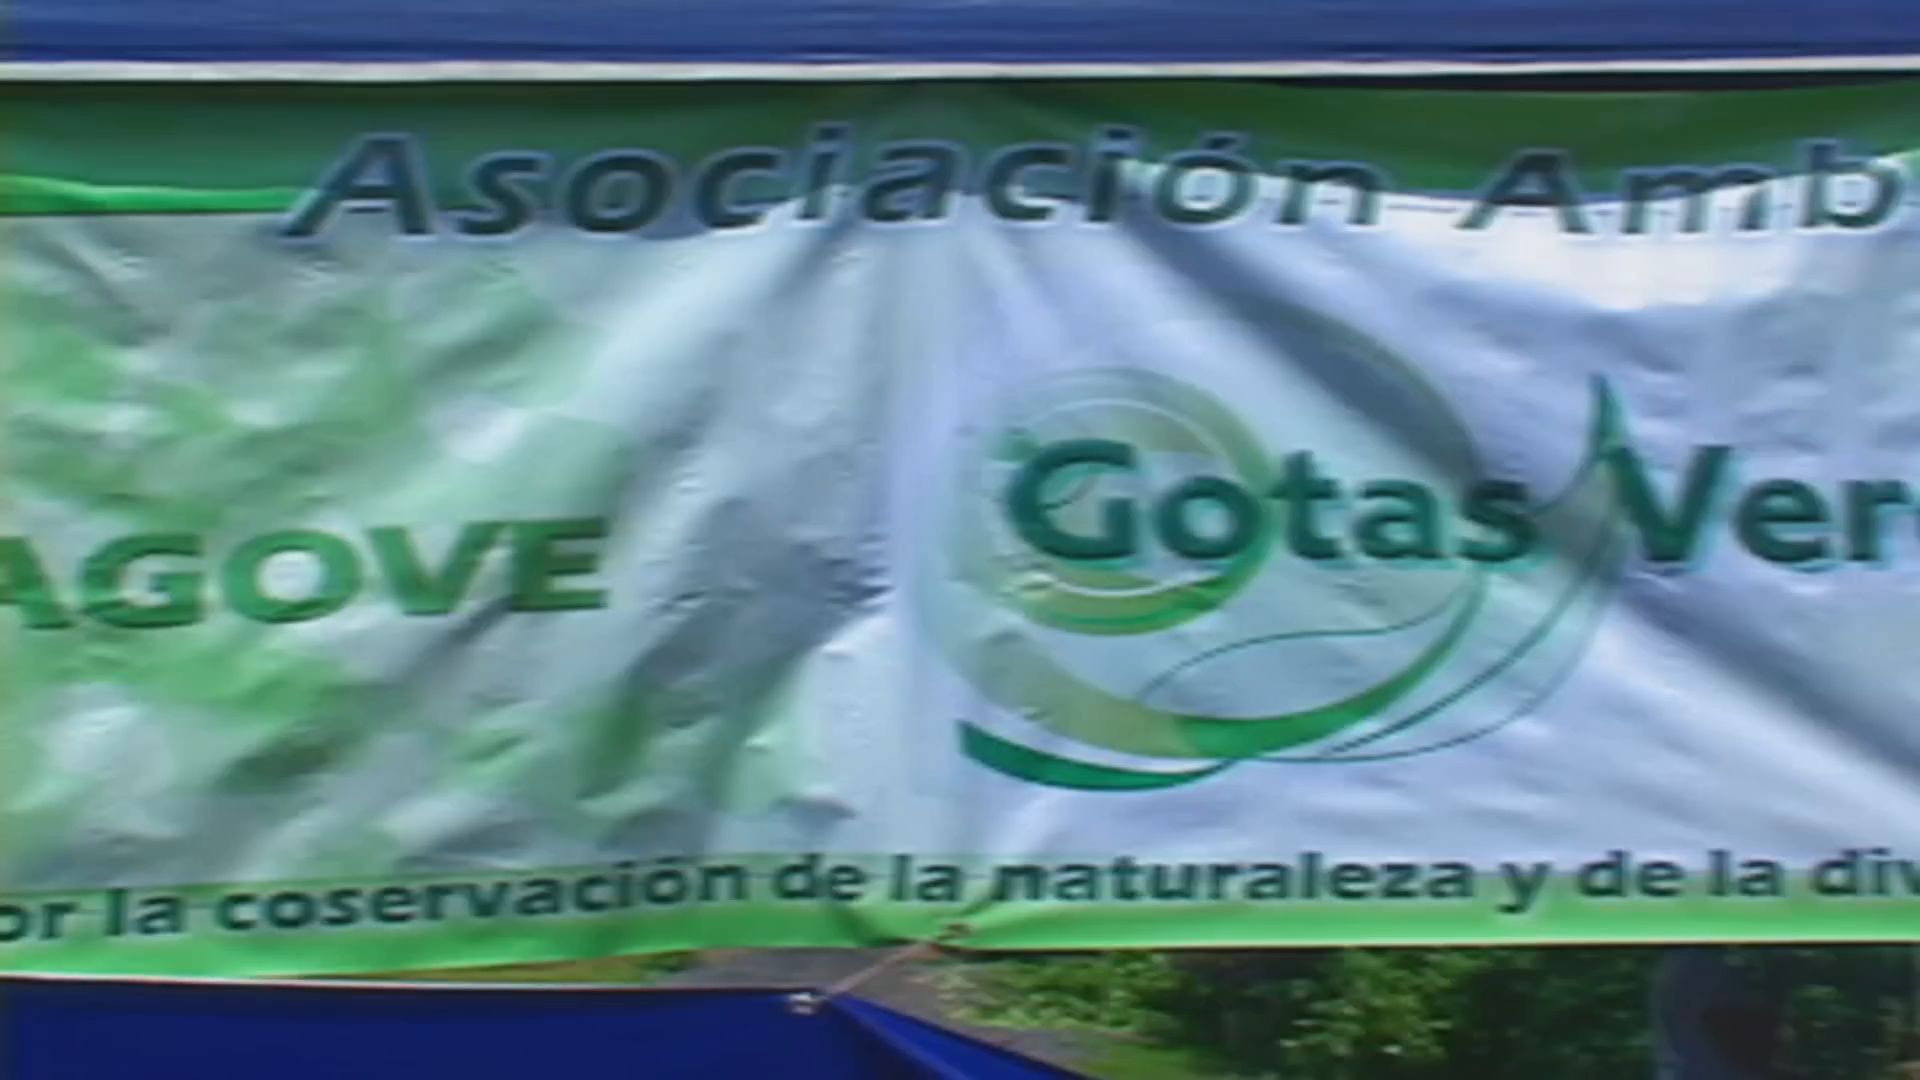 Asociación Amb
AGOVE
Gotas Ver
or la coservación de la naturaleza y de la div